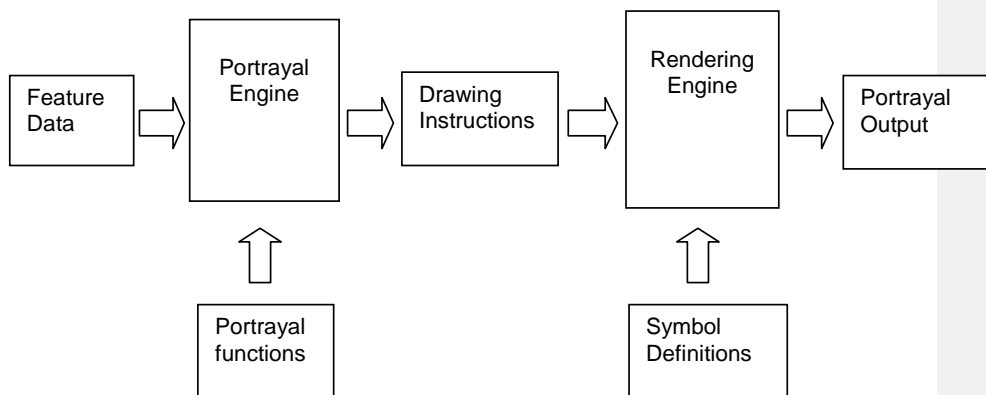 Feature
Data
Portrayal
Engine
Drawing
Instructions
Rendering
Engine
Portrayal
Output
Portrayal
functions
Symbol
Definitions